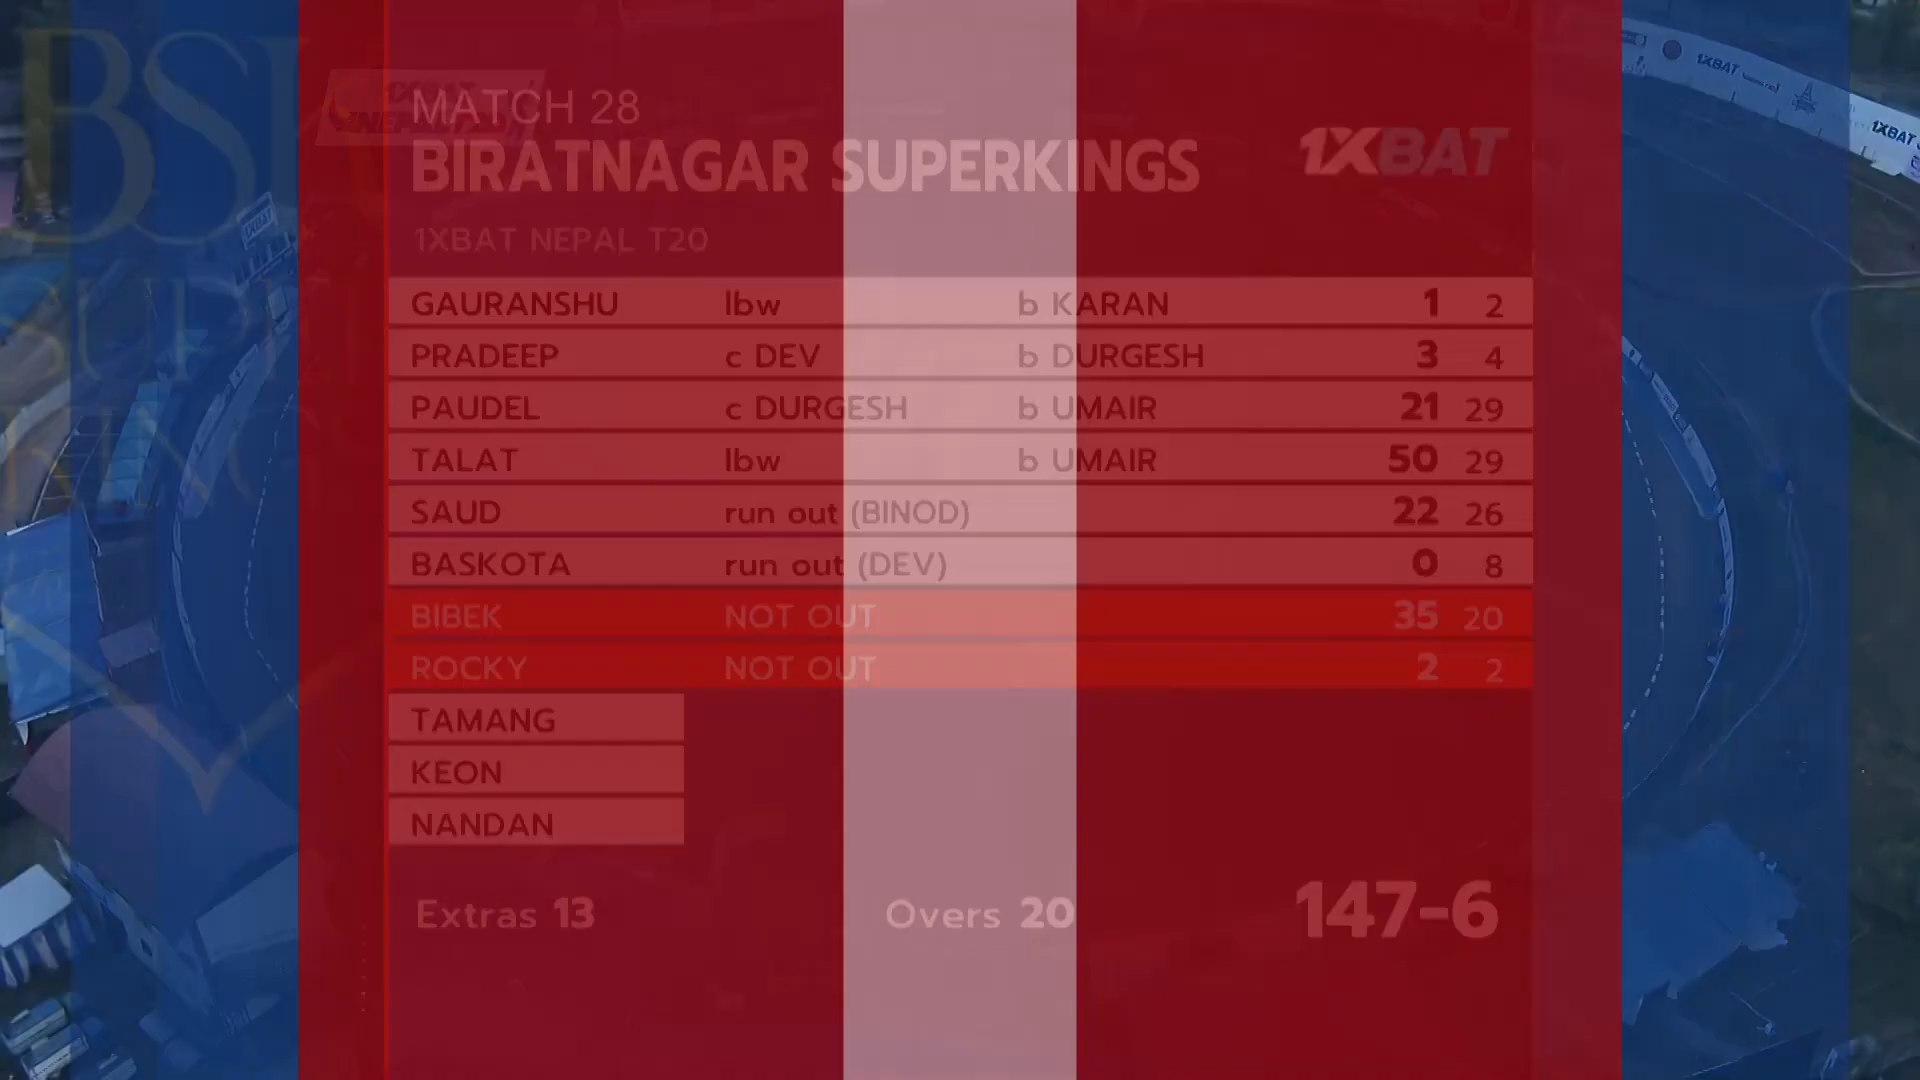 MATCH 28
BIRATNAGAR SUPERKINGS
1XBAT
1XBAT NEPAL T20
GAURANSHU lbw b KARAN 1 2
PRADEEP c DEV b DURGESH 3 4
PAUDEL c DURGESH b UMAIR 21 29
TALAT lbw b UMAIR 50 29
SAUD run out (BINOD) 22 26
BASKOTA run out (DEV) 0 8
BIBEK NOT OUT 35 20
ROCKY NOT OUT 2 2
TAMANG
KEON
NANDAN
Extras 13 Overs 20 147-6
1XBAT
1XBAT
1XBAT